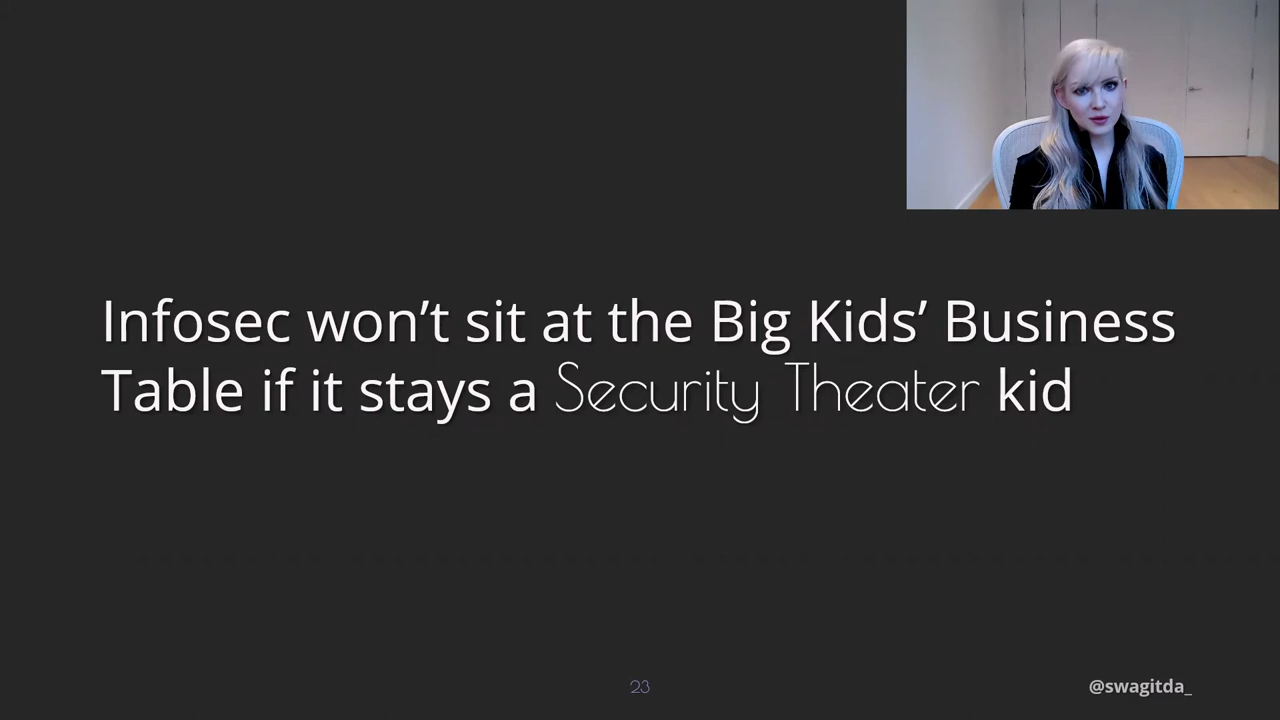 Infosec won’t sit at the Big Kids’ Business
Table if it stays a Security Theater kid
23
@swagitda_